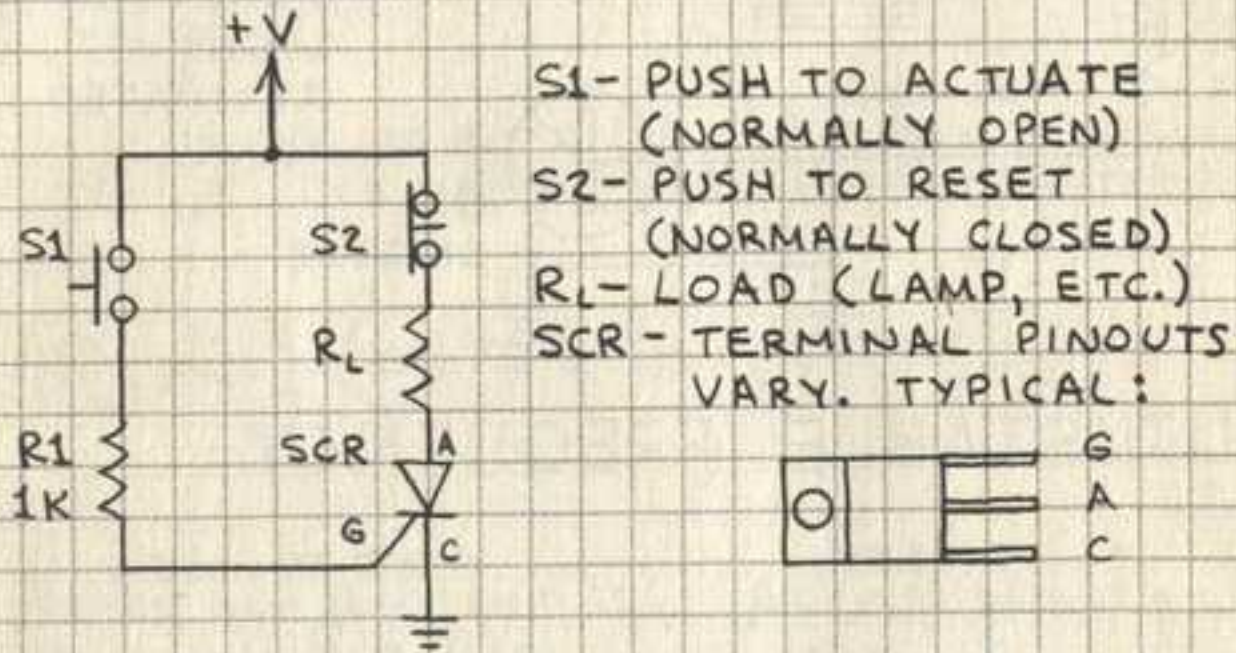 +V
S1- PUSH TO ACTUATE
(NORMALLY OPEN)
S2- PUSH TO RESET
(NORMALLY CLOSED)
RL- LOAD (LAMP, ETC.)
SCR - TERMINAL PINOUTS
VARY. TYPICAL:
S1
S2
RL
R1
1K
SCR
A
G
C
G
A
C